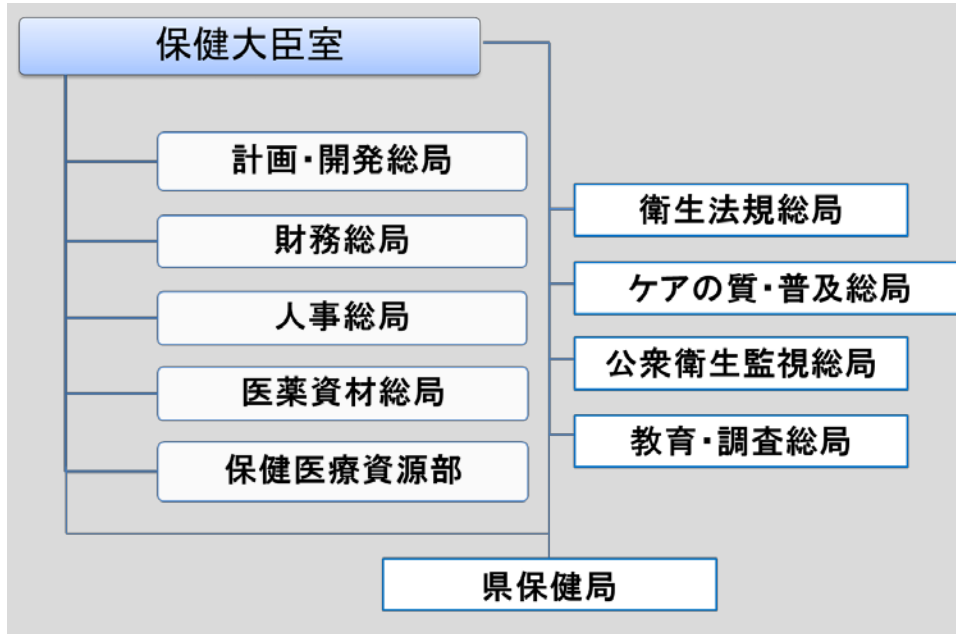 保健大臣室
計画・開発総局
財務総局
人事総局
医薬資材総局
保健医療資源部
衛生法規総局
ケアの質・普及総局
公衆衛生監視総局
教育・調査総局
県保健局